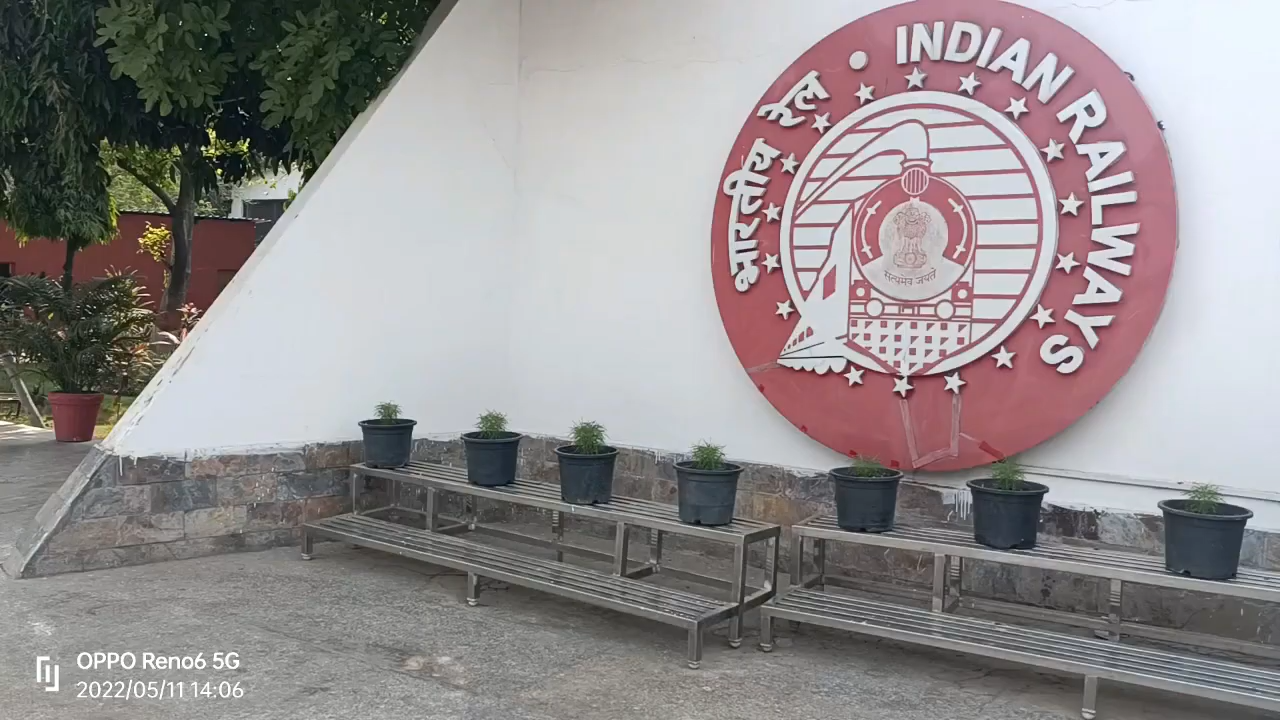 भारतीय रेल
INDIAN RAILWAYS
सत्यमेव जयते
OPPO Reno6 5G
2022/05/11 14:06